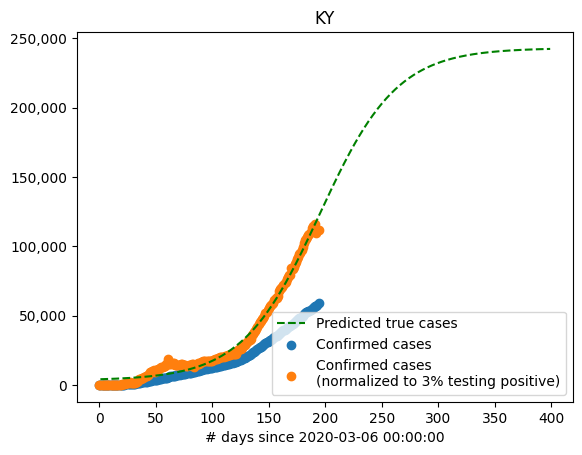 KY
250,000
200,000
150,000
100,000
50,000
0
Predicted true cases
Confirmed cases
Confirmed cases
(normalized to 3% testing positive)
0 50 100 150 200 250 300 350 400
# days since 2020-03-06 00:00:00